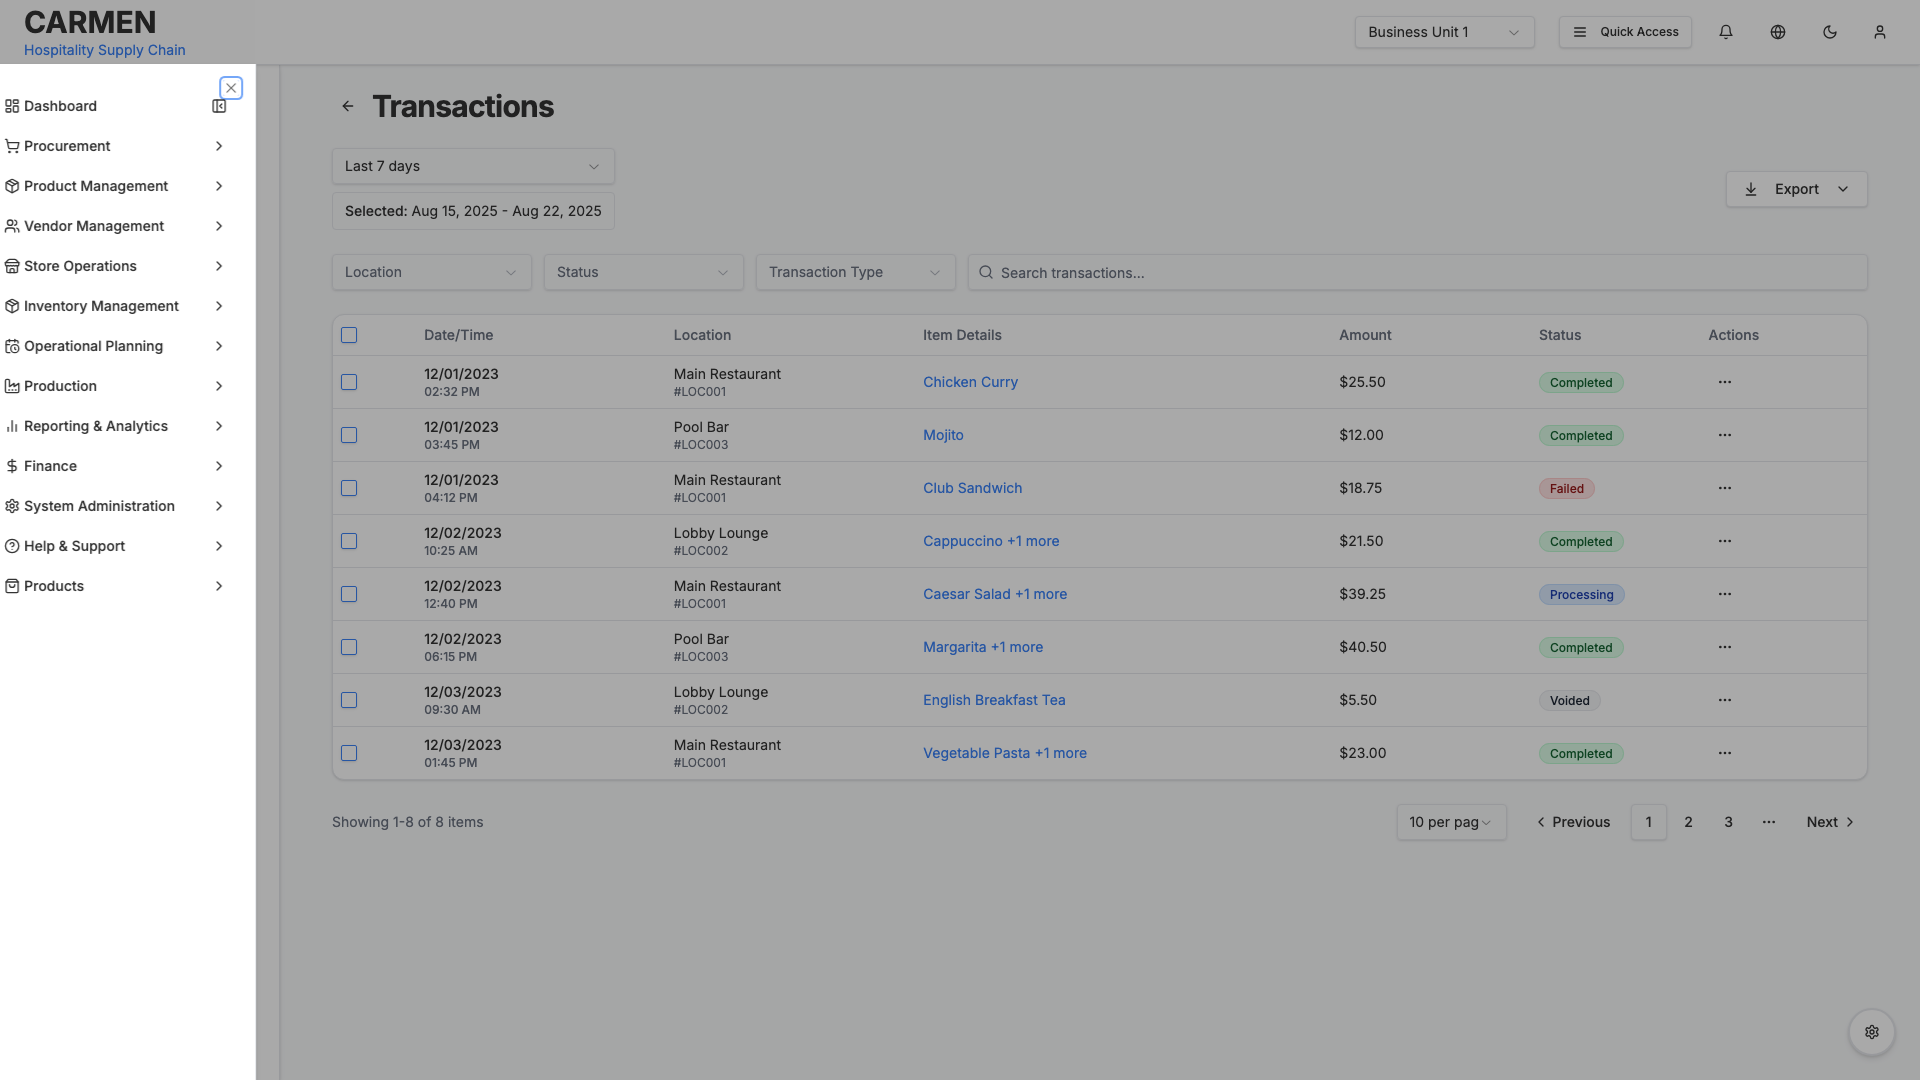 CARMEN
Hospitality Supply Chain
Business Unit 1
Quick Access
Dashboard
Procurement
Product Management
Vendor Management
Store Operations
Inventory Management
Operational Planning
Production
Reporting & Analytics
Finance
System Administration
Help & Support
Products
Transactions
Last 7 days
Selected: Aug 15, 2025 - Aug 22, 2025
Export
Location Status Transaction Type Search transactions...
Date/Time Location Item Details Amount Status Actions
12/01/2023 Main Restaurant Chicken Curry $25.50 Completed
02:32 PM #LOC001
12/01/2023 Pool Bar Mojito $12.00 Completed
03:45 PM #LOC003
12/01/2023 Main Restaurant Club Sandwich $18.75 Failed
04:12 PM #LOC001
12/02/2023 Lobby Lounge Cappuccino +1 more $21.50 Completed
10:25 AM #LOC002
12/02/2023 Main Restaurant Caesar Salad +1 more $39.25 Processing
12:40 PM #LOC001
12/02/2023 Pool Bar Margarita +1 more $40.50 Completed
06:15 PM #LOC003
12/03/2023 Lobby Lounge English Breakfast Tea $5.50 Voided
09:30 AM #LOC002
12/03/2023 Main Restaurant Vegetable Pasta +1 more $23.00 Completed
01:45 PM #LOC001
Showing 1-8 of 8 items 10 per pag Previous 1 2 3 ... Next